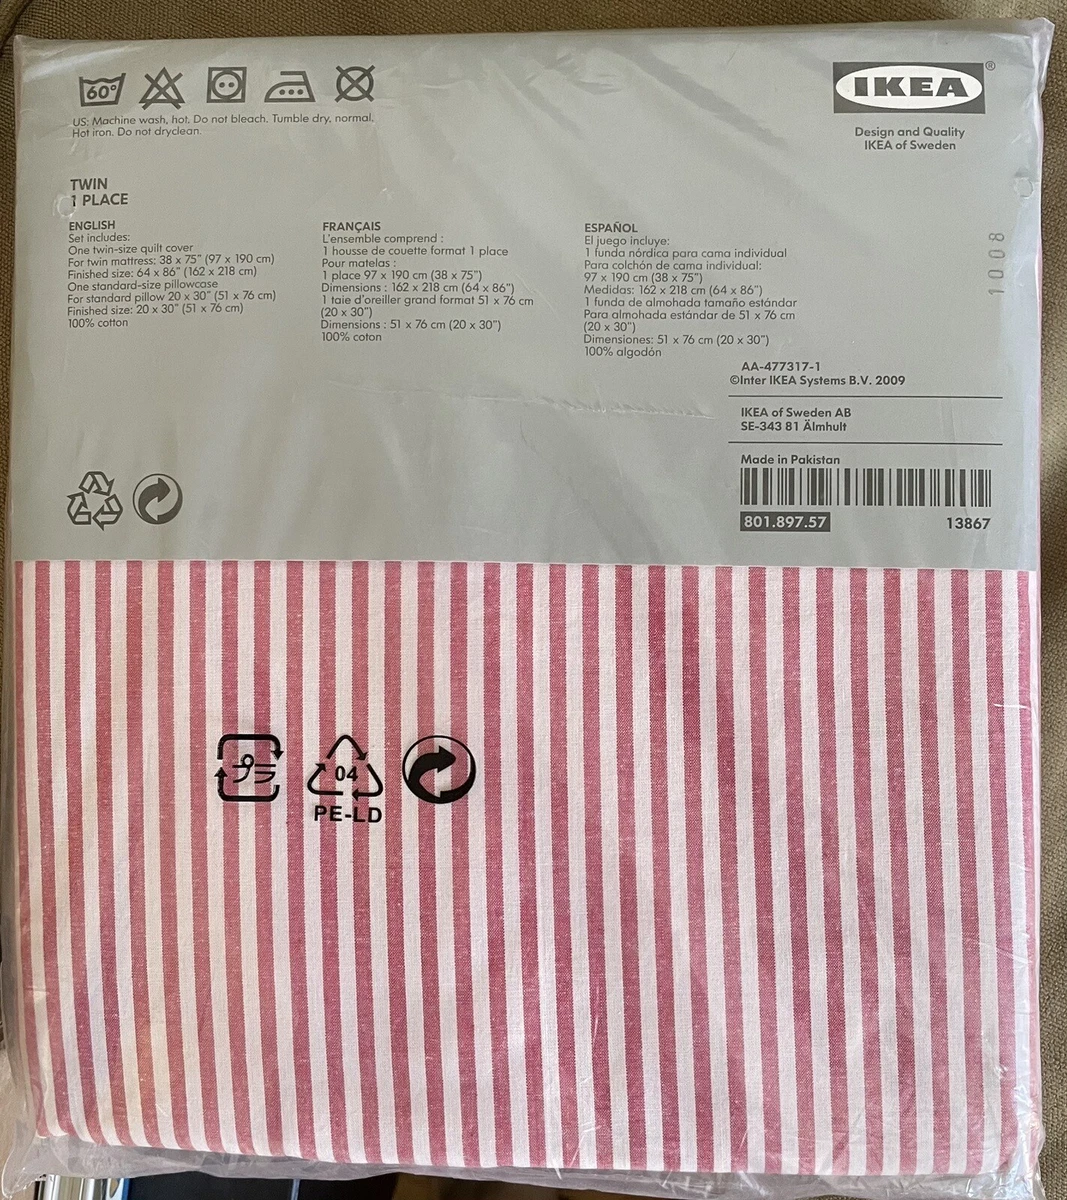 60°
IKEA®
US: Machine wash, hot. Do not bleach. Tumble dry, normal.
Hot iron. Do not dryclean.
Design and Quality
IKEA of Sweden
TWIN
1 PLACE
ENGLISH
Set includes:
One twin-size quilt cover
For twin mattress: 38 x 75" (97 x 190 cm)
Finished size: 64 x 86" (162 x 218 cm)
One standard-size pillowcase
For standard pillow 20 x 30" (51 x 76 cm)
Finished size: 20 x 30" (51 x 76 cm)
100% cotton
FRANÇAIS
L'ensemble comprend :
1 housse de couette format 1 place
Pour matelas :
1 place 97 x 190 cm (38 x 75")
Dimensions : 162 x 218 cm (64 x 86")
1 taie d'oreiller grand format 51 x 76 cm
(20 x 30")
Dimensions : 51 x 76 cm (20 x 30")
100% coton
ESPAÑOL
El juego incluye:
1 funda nórdica para cama individual
Para colchón de cama individual:
97 x 190 cm (38 x 75")
Medidas: 162 x 218 cm (64 x 86")
1 funda de almohada tamaño estándar
Para almohada estándar de 51 x 76 cm
(20 x 30")
Dimensiones: 51 x 76 cm (20 x 30")
100% algodón
1008
AA-477317-1
©Inter IKEA Systems B.V. 2009
IKEA of Sweden AB
SE-343 81 Älmhult
Made in Pakistan
801.897.57 13867
プラ
04
PE-LD